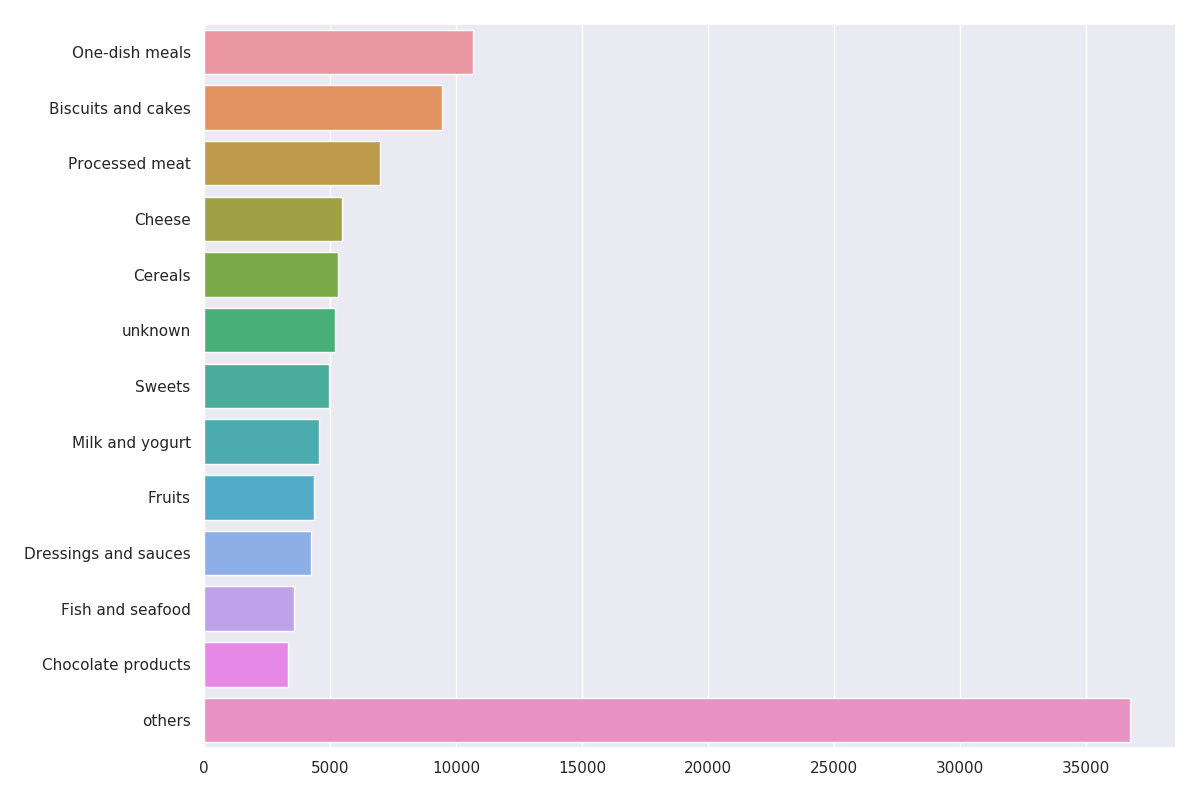 One-dish meals
Biscuits and cakes
Processed meat
Cheese
Cereals
unknown
Sweets
Milk and yogurt
Fruits
Dressings and sauces
Fish and seafood
Chocolate products
others
0 5000 10000 15000 20000 25000 30000 35000